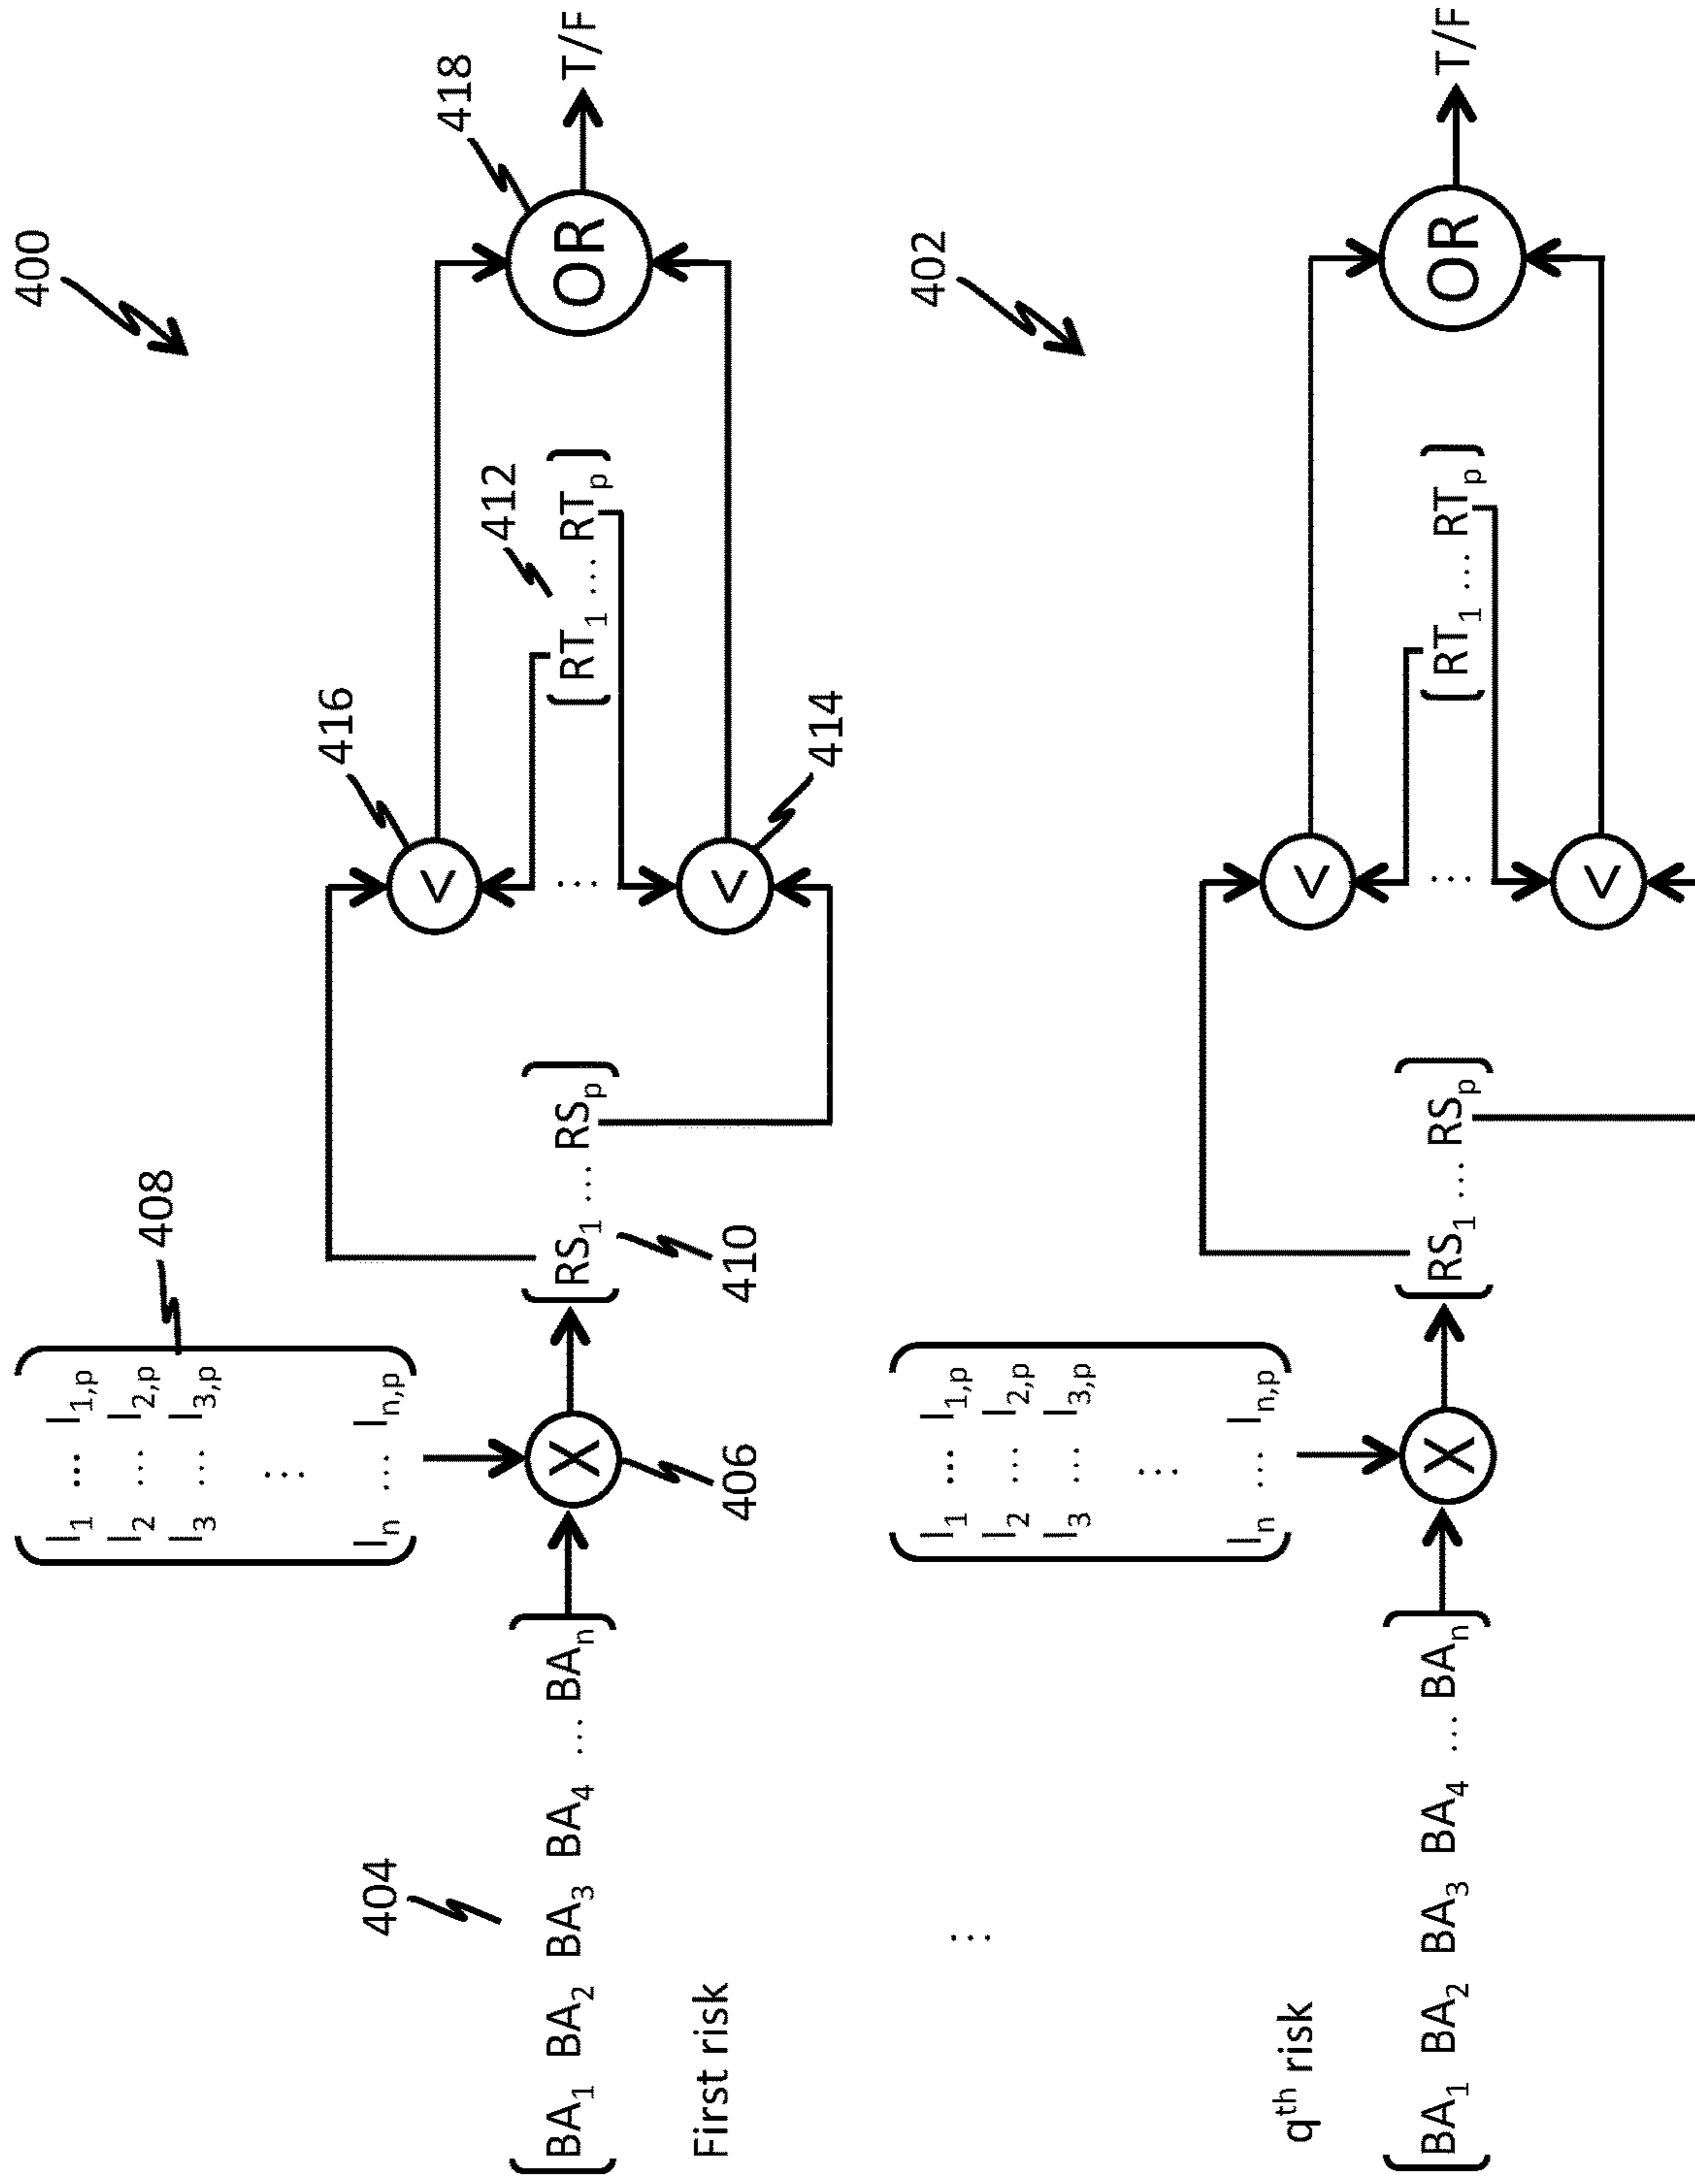 400
I₁ ... I₁,ₚ
I₂ ... I₂,ₚ
408
I₃ ... I₃,ₚ
⋮
416
404
Iₙ ... Iₙ,ₚ
<
418
412
[BA₁ BA₂ BA₃ BA₄ ... BAₙ] X [RS₁ ... RSₚ] ⋮ [RT₁ ... RTₚ] OR T/F
First risk
<
406 410
414
⋮
402
I₁ ... I₁,ₚ
I₂ ... I₂,ₚ
I₃ ... I₃,ₚ
⋮
Iₙ ... Iₙ,ₚ
qᵗʰ risk
<
[BA₁ BA₂ BA₃ BA₄ ... BAₙ] X [RS₁ ... RSₚ] ⋮ [RT₁ ... RTₚ] OR T/F
<